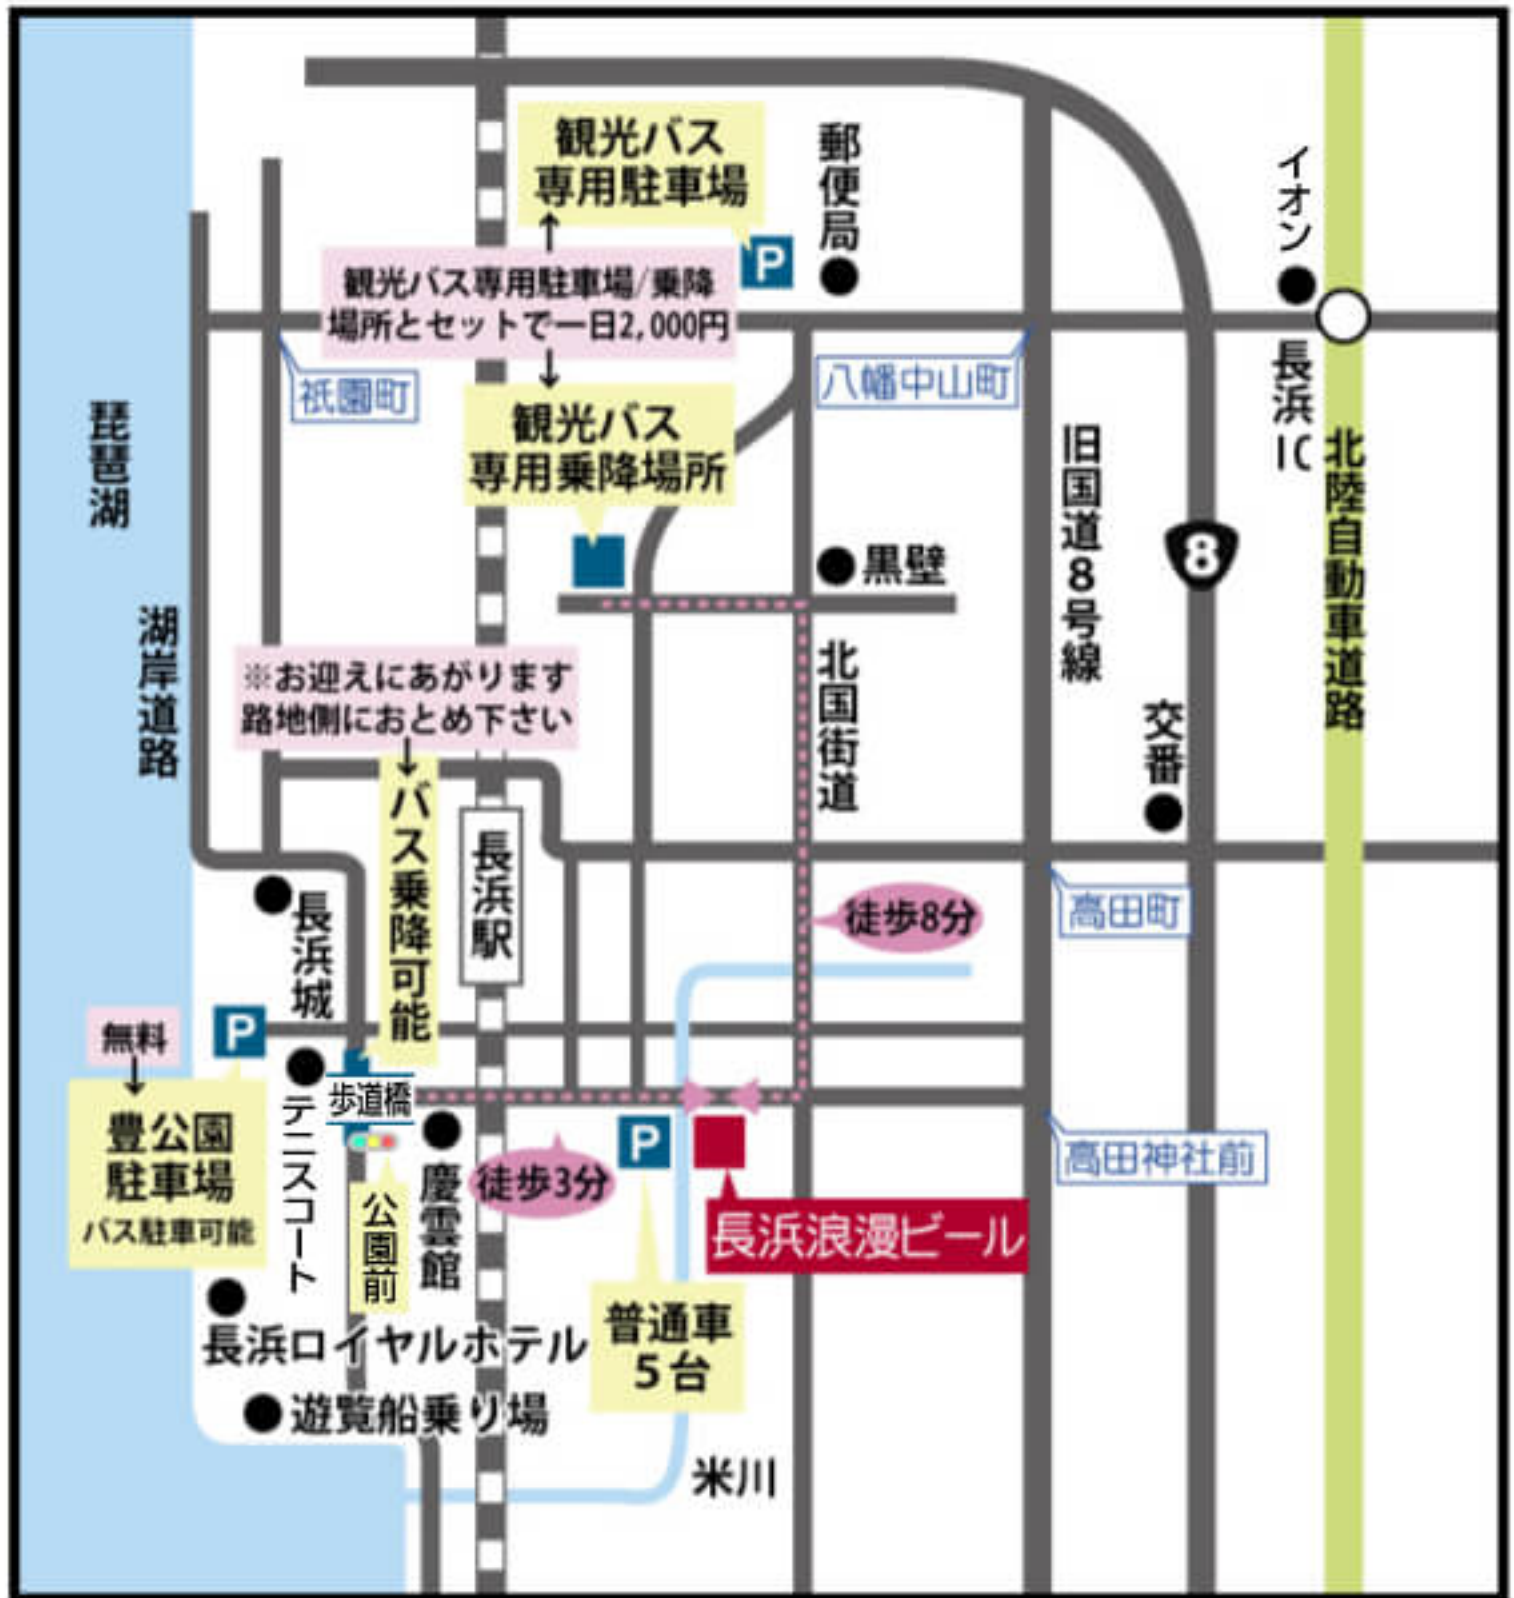 観光バス
専用駐車場
↑
観光バス専用駐車場/乗降
場所とセットで一日2,000円
↓
観光バス
専用乗降場所
P
郵便局
イオン
長浜IC
祇園町
八幡中山町
琵琶湖
湖岸道路
旧国道8号線
8
北陸自動車道路
黒壁
北国街道
交番
※お迎えにあがります
路地側におとめ下さい
↓
バス乗降可能
長浜駅
長浜城
徒歩8分
高田町
無料
↓
P
豊公園
駐車場
バス駐車可能
テニスコート
歩道橋
公園前
慶雲館
徒歩3分
P
普通車
5台
長浜浪漫ビール
高田神社前
長浜ロイヤルホテル
遊覧船乗り場
米川